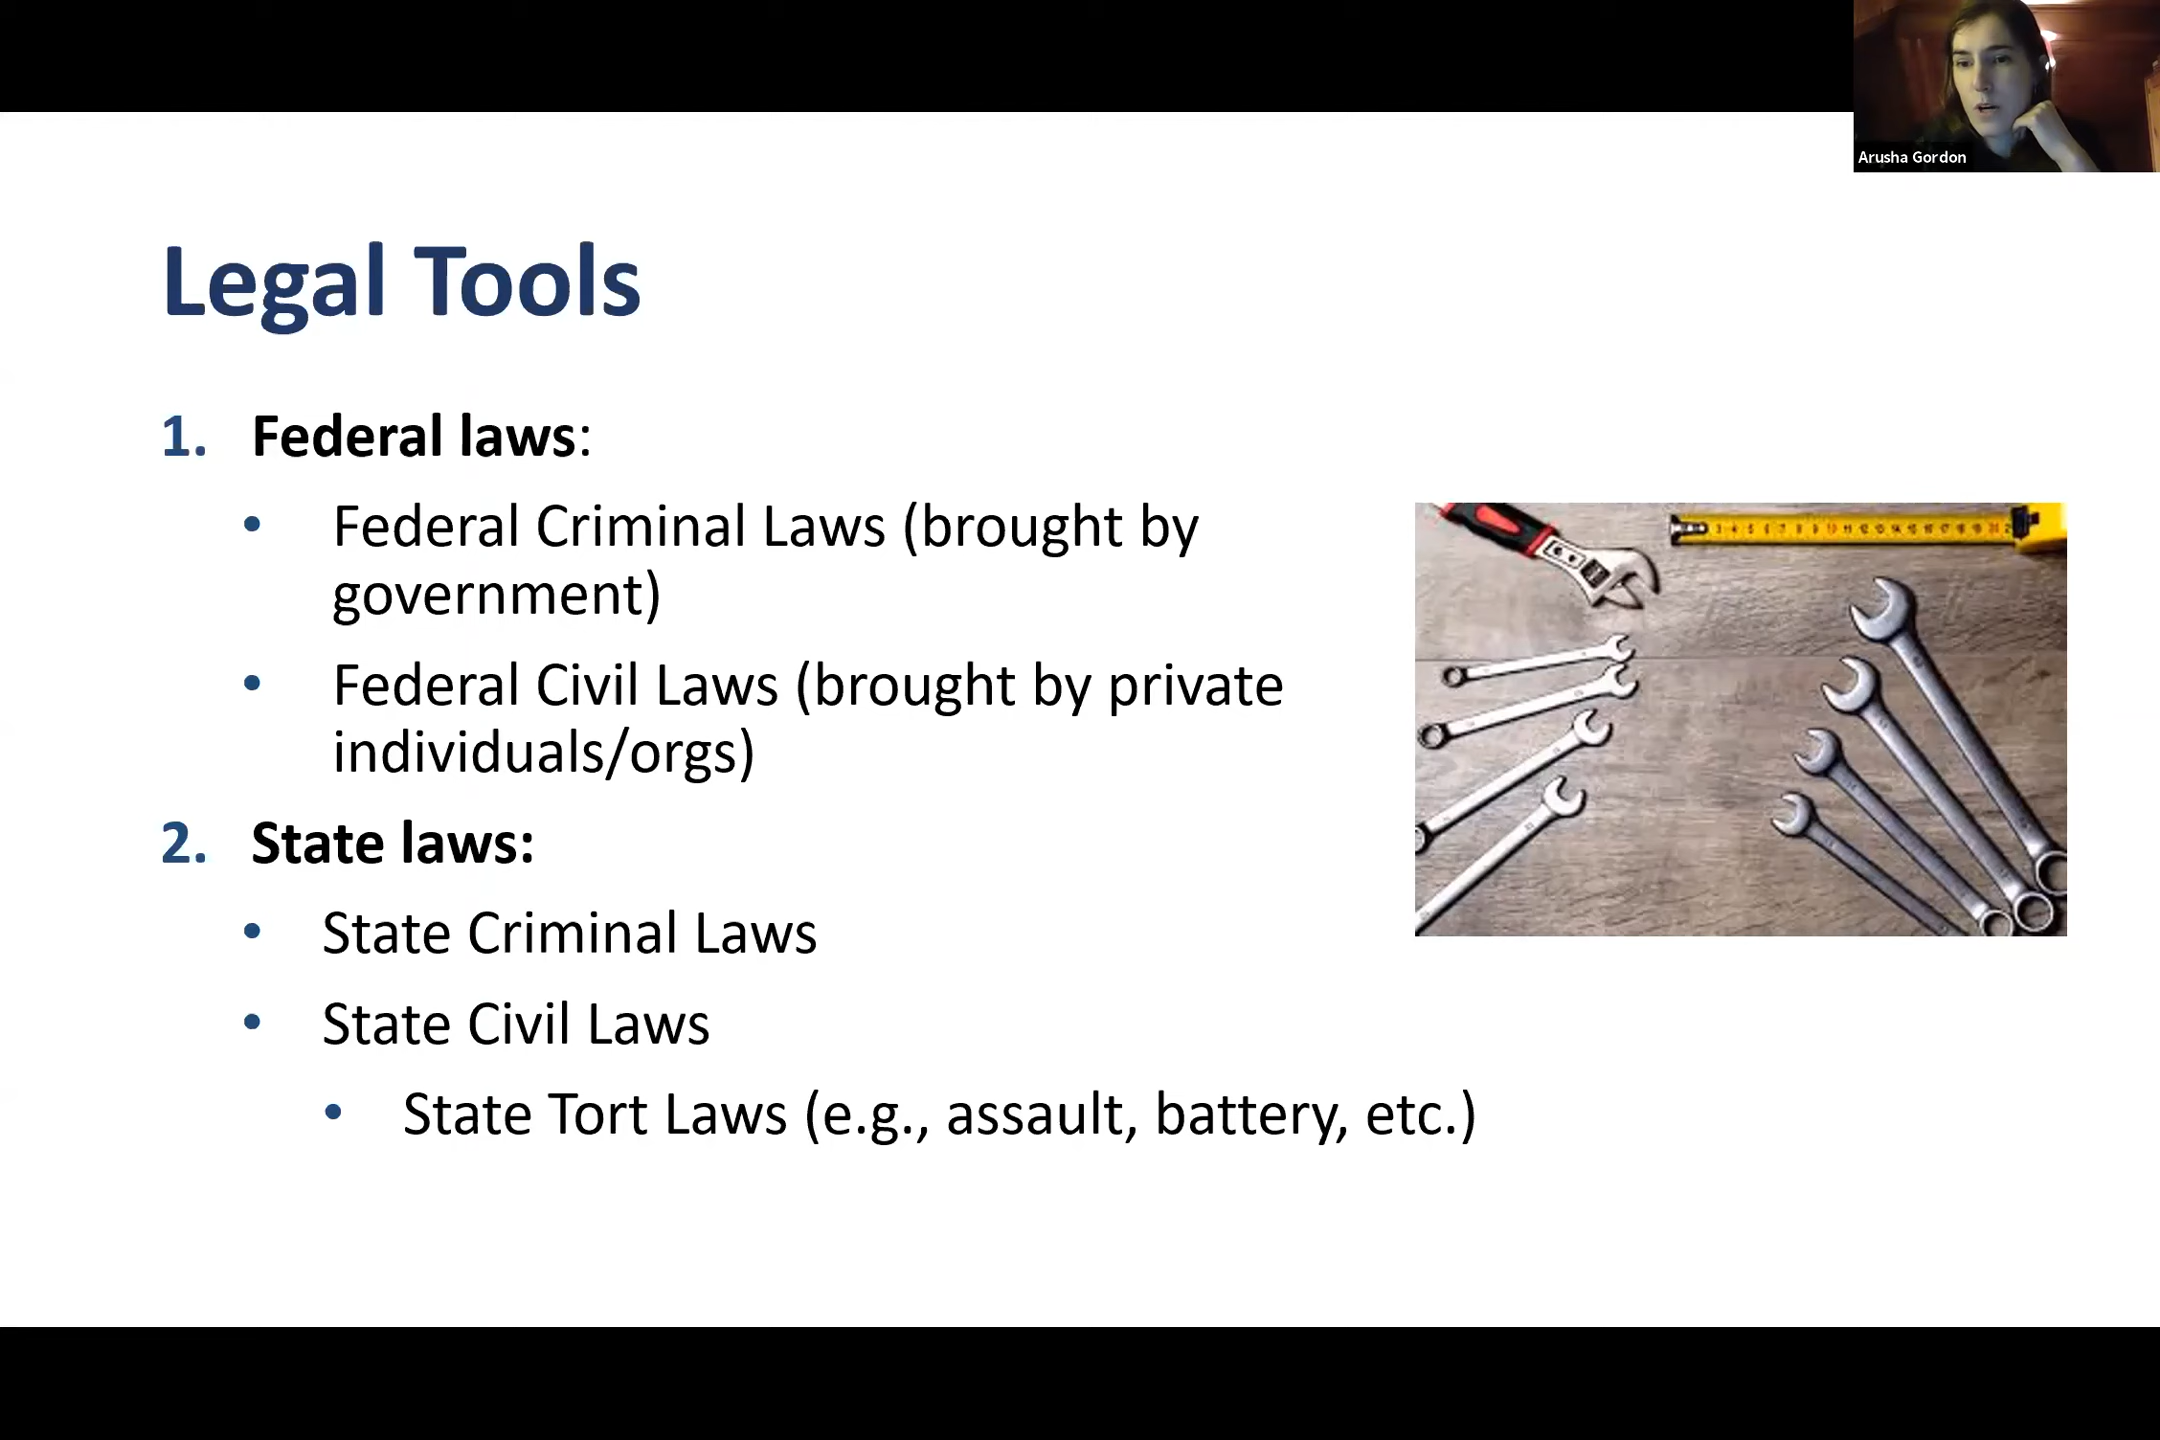 Arusha Gordon
Legal Tools
1. Federal laws:
• Federal Criminal Laws (brought by
government)
• Federal Civil Laws (brought by private
individuals/orgs)
2. State laws:
• State Criminal Laws
• State Civil Laws
• State Tort Laws (e.g., assault, battery, etc.)